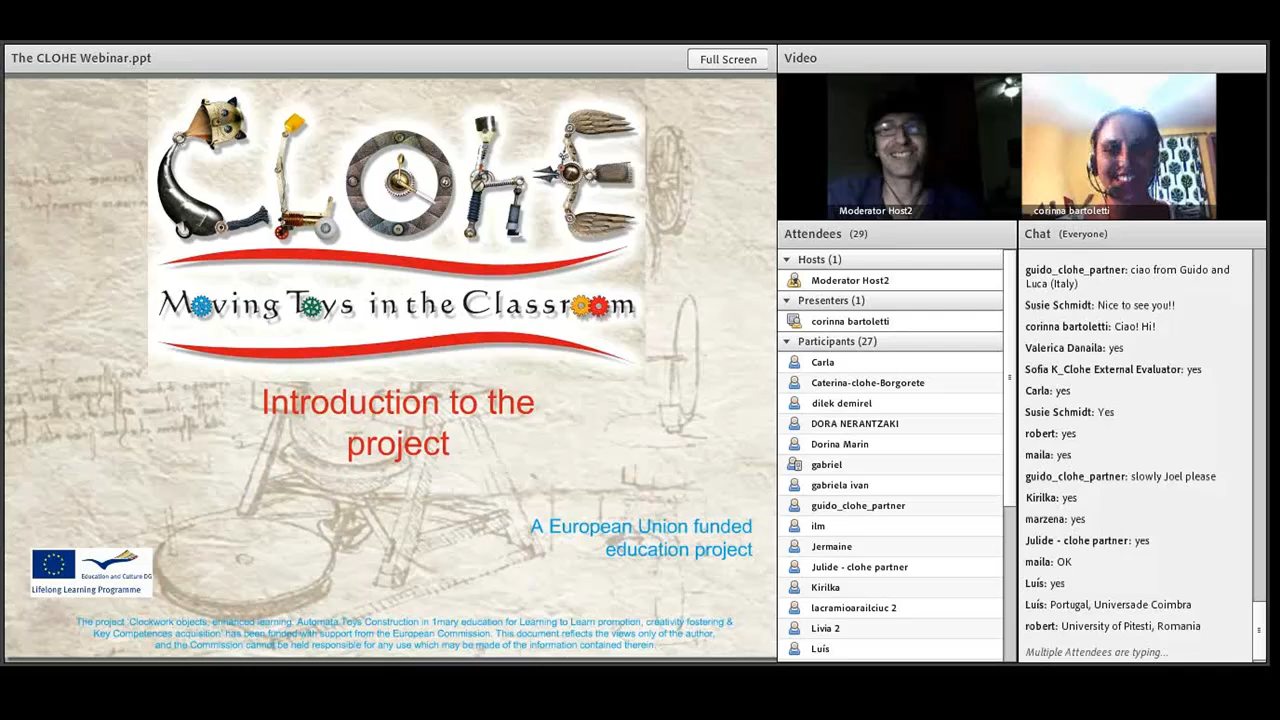 The CLOHE Webinar.ppt
Full Screen
CLOHE
Moving Toys in the Classroom
Introduction to the
project
A European Union funded
education project
Education and Culture DG
Lifelong Learning Programme
The project 'Clockwork objects, enhanced learning: Automata Toys Construction in 1mary education for Learning to Learn promotion, creativity fostering &
Key Competences acquisition' has been funded with support from the European Commission. This document reflects the views only of the author,
and the Commission cannot be held responsible for any use which may be made of the information contained therein.
Video
Moderator Host2
corinna bartoletti
Attendees (29)
Hosts (1)
Moderator Host2
Presenters (1)
corinna bartoletti
Participants (27)
Carla
Caterina-clohe-Borgorete
dilek demirel
DORA NERANTZAKI
Dorina Marin
gabriel
gabriela ivan
guido_clohe_partner
ilm
Jermaine
Julide - clohe partner
Kirilka
lacramioarailciuc 2
Livia 2
Luís
Chat (Everyone)
guido_clohe_partner: ciao from Guido and
Luca (Italy)
Susie Schmidt: Nice to see you!!
corinna bartoletti: Ciao! Hi!
Valerica Danaila: yes
Sofia K_Clohe External Evaluator: yes
Carla: yes
Susie Schmidt: Yes
robert: yes
maila: yes
guido_clohe_partner: slowly Joel please
Kirilka: yes
marzena: yes
Julide - clohe partner: yes
maila: OK
Luís: yes
Luís: Portugal, Universade Coimbra
robert: University of Pitesti, Romania
Multiple Attendees are typing...